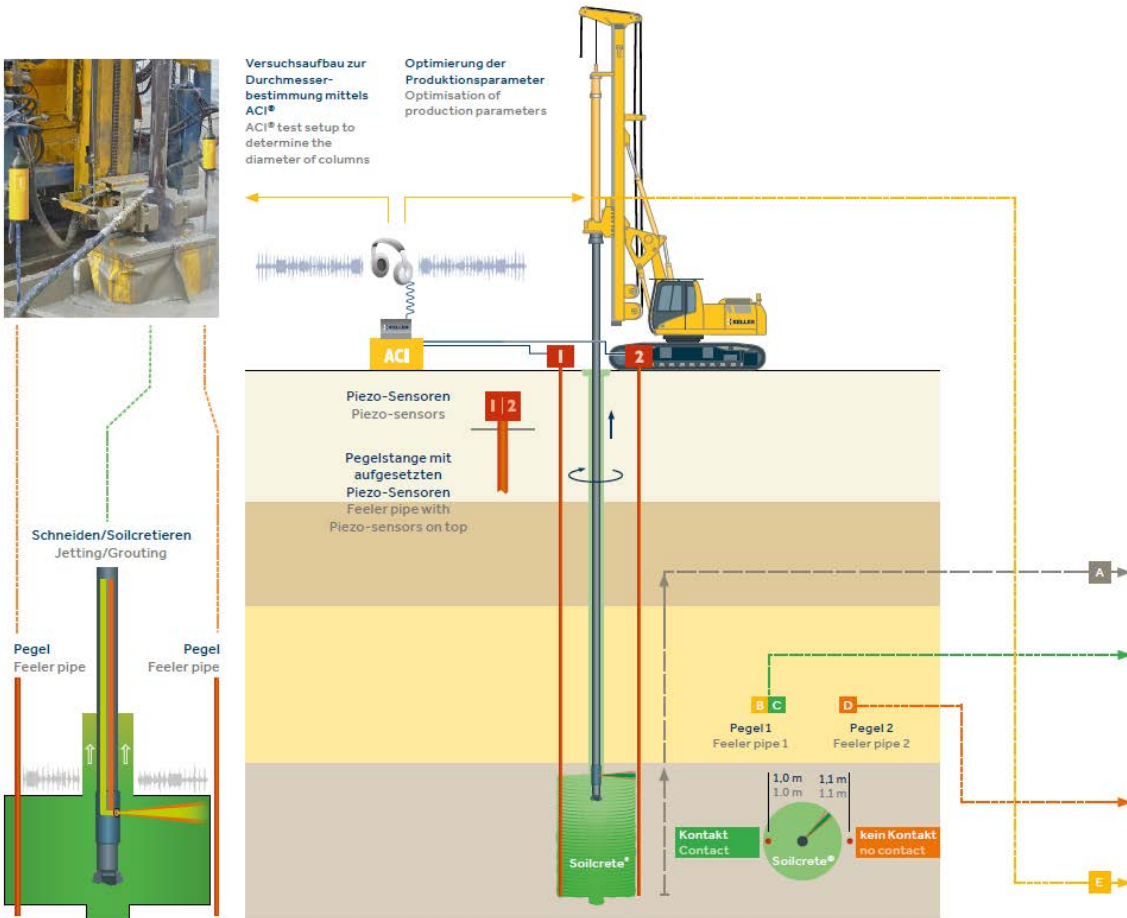 Versuchsaufbau zur
Durchmesser-
bestimmung mittels
ACI®
ACI® test setup to
determine the
diameter of columns
Optimierung der
Produktionsparameter
Optimisation of
production parameters
KELLER
KELLER
ACI
1
2
Piezo-Sensoren
Piezo-sensors
1|2
Pegelstange mit
aufgesetzten
Piezo-Sensoren
Feeler pipe with
Piezo-sensors on top
Schneiden/Soilcretieren
Jetting/Grouting
Pegel
Feeler pipe
Pegel
Feeler pipe
A
B C
D
Pegel 1
Feeler pipe 1
Pegel 2
Feeler pipe 2
1,0 m
1.0 m
1,1 m
1.1 m
Kontakt
Contact
kein Kontakt
no contact
Soilcrete®
Soilcrete®
E